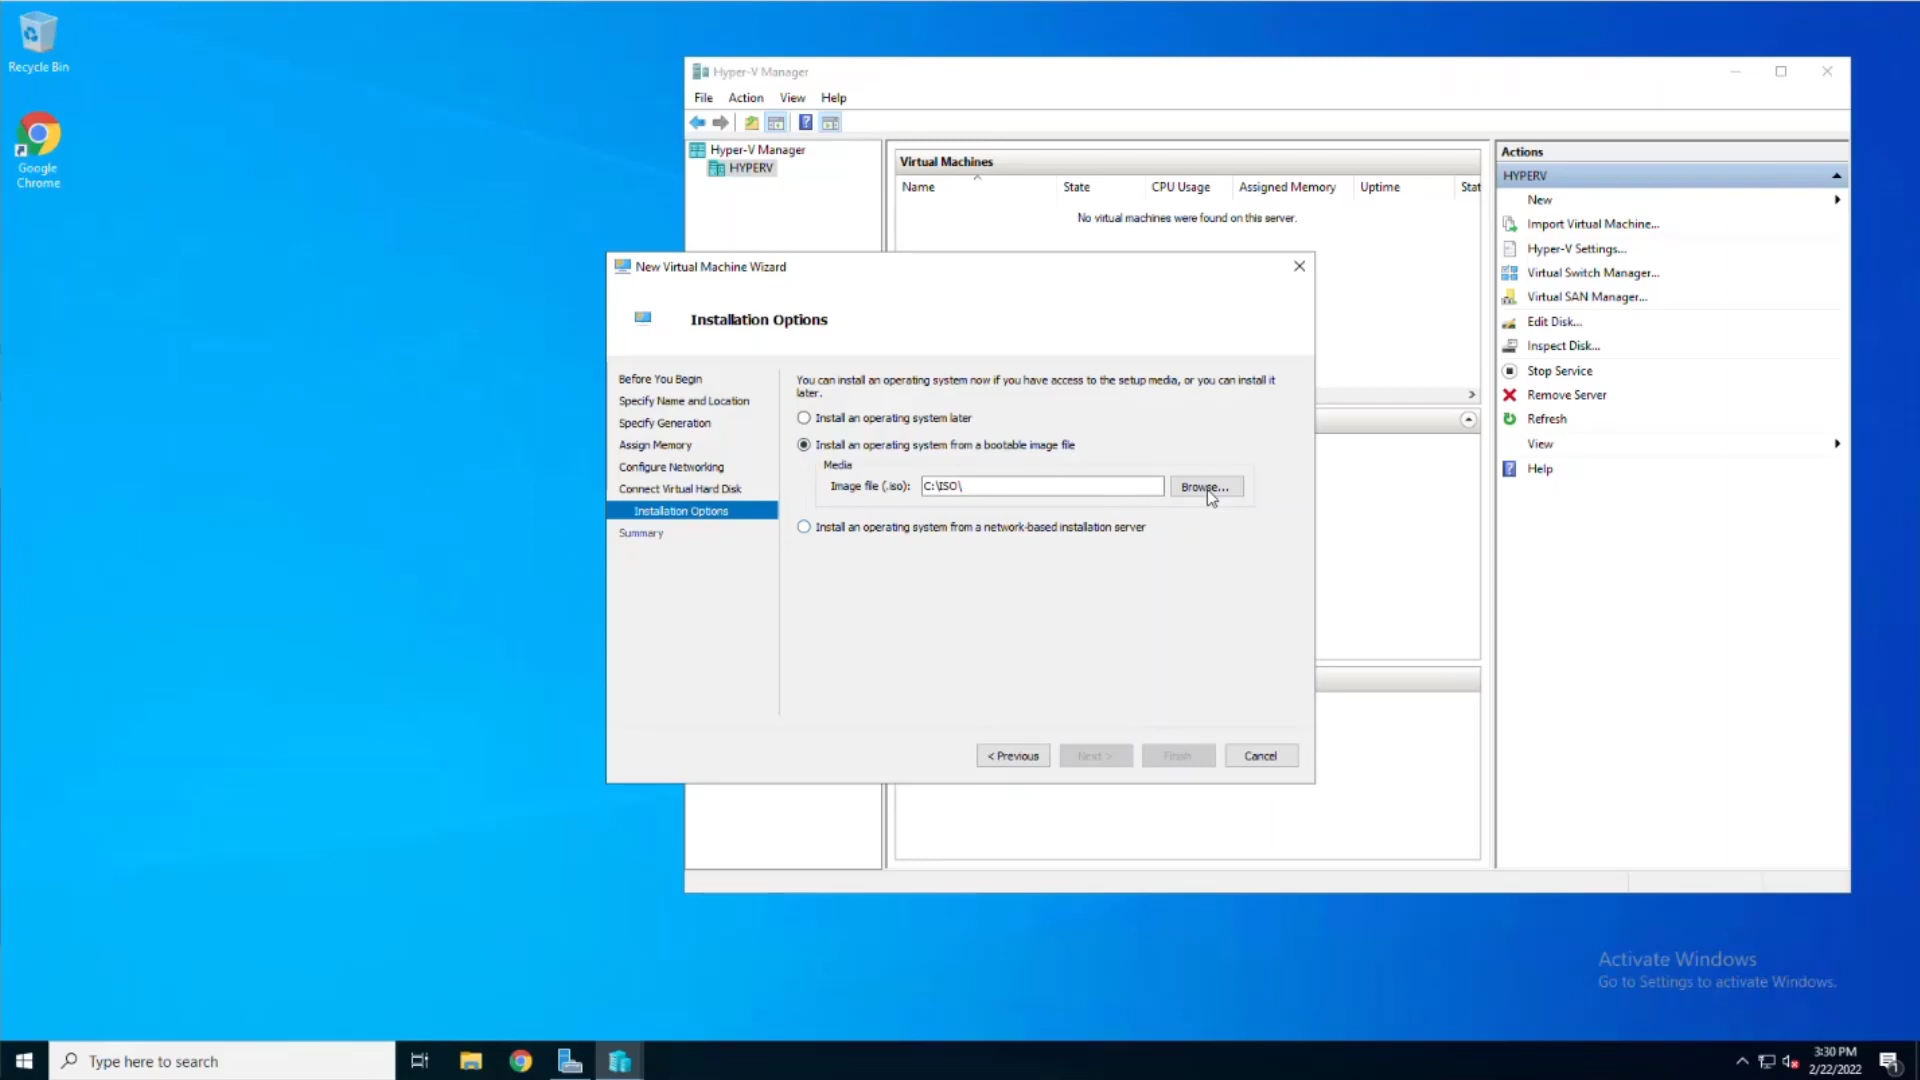 Recycle Bin
Google
Chrome
Hyper-V Manager
File Action View Help
Hyper-V Manager
HYPERV
Virtual Machines
Name State CPU Usage Assigned Memory Uptime Stat
No virtual machines were found on this server.
Actions
HYPERV
New
Import Virtual Machine...
Hyper-V Settings...
Virtual Switch Manager...
Virtual SAN Manager...
Edit Disk...
Inspect Disk...
Stop Service
Remove Server
Refresh
View
Help
New Virtual Machine Wizard
Installation Options
Before You Begin
Specify Name and Location
Specify Generation
Assign Memory
Configure Networking
Connect Virtual Hard Disk
Installation Options
Summary
You can install an operating system now if you have access to the setup media, or you can install it
later.
Install an operating system later
Install an operating system from a bootable image file
Media
Image file (.iso): C:\ISO\ Browse...
Install an operating system from a network-based installation server
< Previous Next > Finish Cancel
Activate Windows
Go to Settings to activate Windows.
Type here to search
3:30 PM
2/22/2022
1